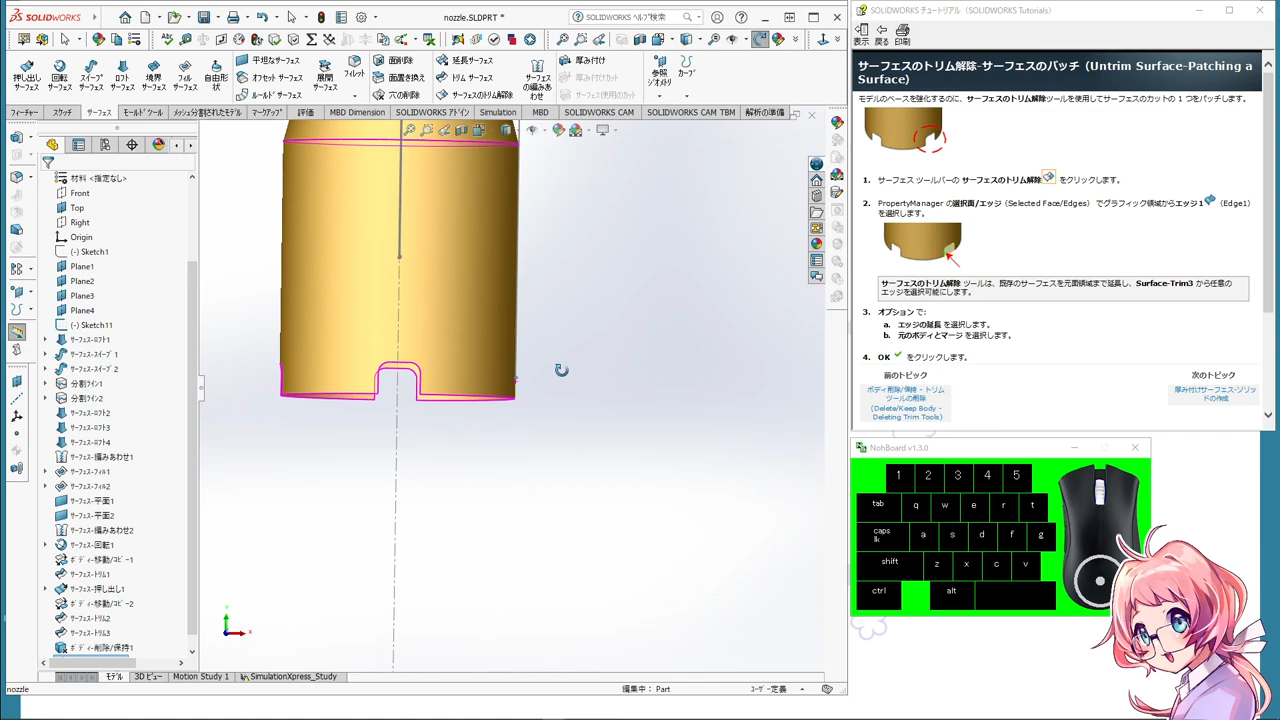 SOLIDWORKS
nozzle.SLDPRT *
SOLIDWORKS ヘルプ検索
押し出し
回転
スイープ
ロフト
境界
フィル
自由形状
平坦なサーフェス
オフセット サーフェス
ルールド サーフェス
展開
フィレット
面削除
面置き換え
穴の削除
延長サーフェス
トリム サーフェス
サーフェスのトリム解除
サーフェスの編みあわせ
厚み付け
厚み付けカット
サーフェス使用のカット
参照ジオメトリ
カーブ
フィーチャー
スケッチ
サーフェス
モールドツール
メッシュ分割されたモデル
マークアップ
評価
MBD Dimension
SOLIDWORKS アドイン
Simulation
MBD
SOLIDWORKS CAM
SOLIDWORKS CAM TBM
解析の準備
材料 <指定なし>
Front
Top
Right
Origin
(-) Sketch1
Plane1
Plane2
Plane3
Plane4
(-) Sketch11
サーフェス-ロフト1
サーフェス-スイープ 1
サーフェス-スイープ 2
分割ライン1
分割ライン2
サーフェス-ロフト2
サーフェス-ロフト3
サーフェス-ロフト4
サーフェス-編みあわせ1
サーフェス-フィル1
サーフェス-フィル2
サーフェス-平面1
サーフェス-平面2
サーフェス-編みあわせ2
サーフェス-回転1
ボディ-移動/コピー1
サーフェス-トリム1
サーフェス-押し出し1
ボディ-移動/コピー2
サーフェス-トリム2
サーフェス-トリム3
ボディ-削除/保持1
Y
X
モデル
3D ビュー
Motion Study 1
SimulationXpress_Study
nozzle
編集中： Part
ユーザー定義
SOLIDWORKS チュートリアル （SOLIDWORKS Tutorials）
表示
戻る
印刷
サーフェスのトリム解除-サーフェスのパッチ （Untrim Surface-Patching a Surface）
モデルのベースを強化するのに、サーフェスのトリム解除ツールを使用してサーフェスのカットの 1 つをパッチします。
1. サーフェス ツールバーの サーフェスのトリム解除 をクリックします。
2. PropertyManager の選択面/エッジ（Selected Face/Edges） でグラフィック領域からエッジ1 （Edge1）を選択します。
サーフェスのトリム解除 ツールは、既存のサーフェスを元面領域まで延長し、Surface-Trim3 から任意のエッジを選択可能にします。
3. オプション で：
a. エッジの延長 を選択します。
b. 元のボディとマージ を選択します。
4. OK をクリックします。
前のトピック
ボディ削除/保持 - トリムツールの削除 (Delete/Keep Body - Deleting Trim Tools)
次のトピック
厚み付けサーフェス-ソリッドの作成
NohBoard v1.3.0
1 2 3 4 5
tab q w e r t
caps lk a s d f g
shift z x c v
ctrl alt